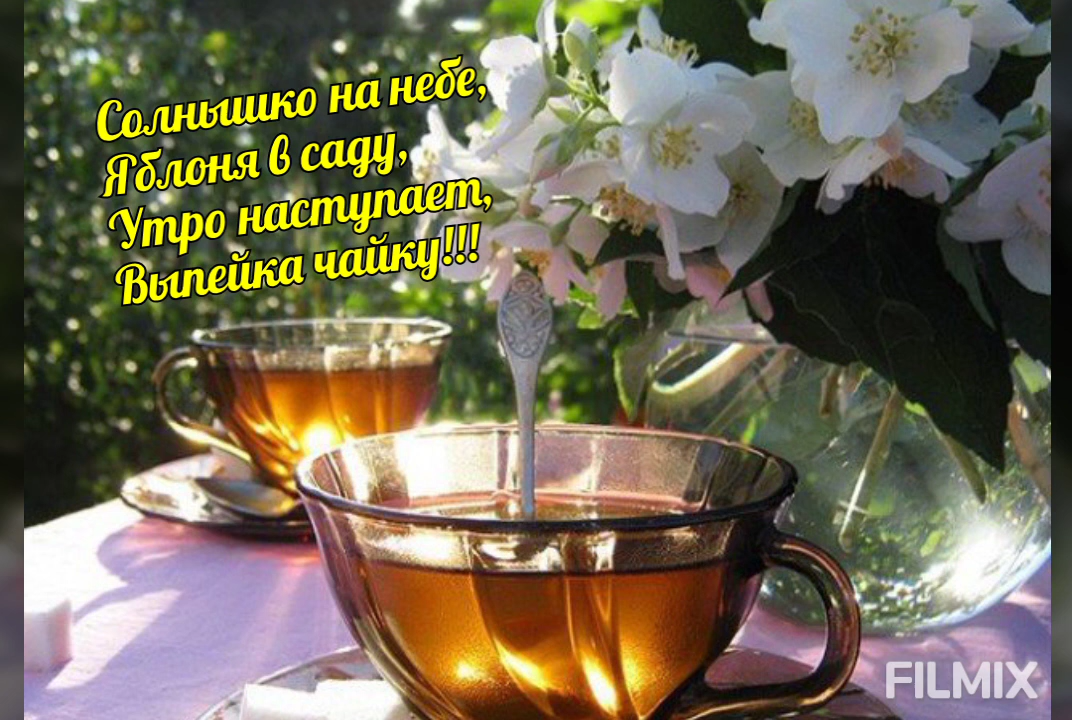 Солнышко на небе,
Яблоня в саду,
Утро наступает,
Выпейка чайку!!!
FILMIX